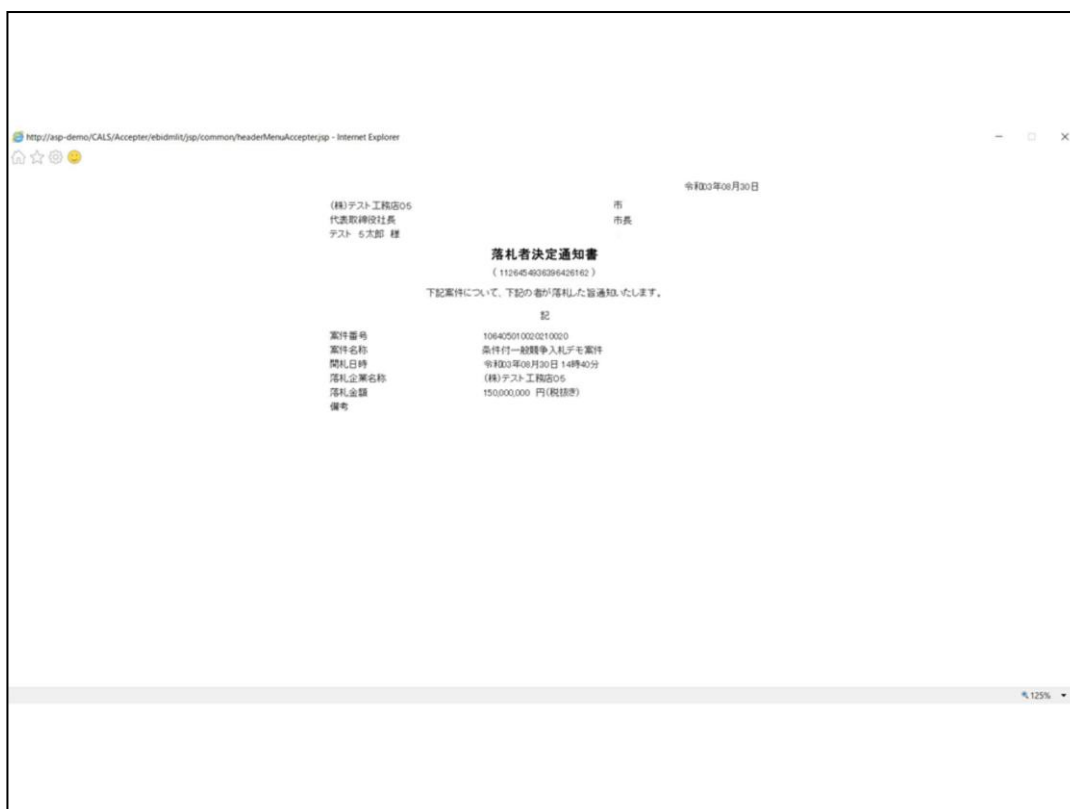 http://asp-demo/CALS/Accepter/ebidmlit/jsp/common/headerMenuAccepter.jsp - Internet Explorer
令和03年08月30日
(株)テスト工務店05 市
代表取締役社長 市長
テスト 5太郎 様
落札者決定通知書
( 1126454936396426162 )
下記案件について、下記の者が落札した旨通知いたします。
記
案件番号 106405010020210020
案件名称 条件付一般競争入札デモ案件
開札日時 令和03年08月30日 14時40分
落札企業名称 (株)テスト工務店05
落札金額 150,000,000 円(税抜き)
備考
125%